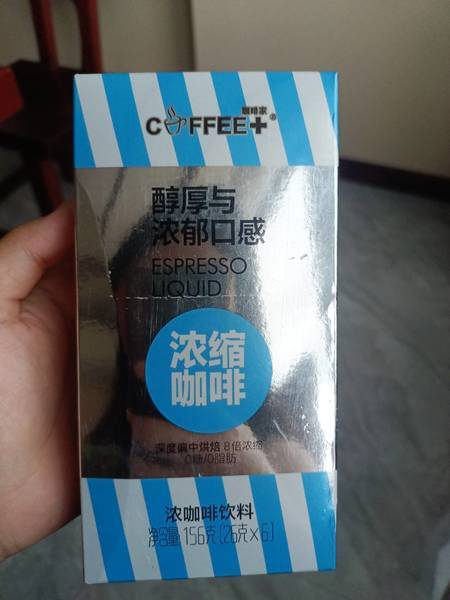 咖啡家
COFFEE+®
醇厚与
浓郁口感
ESPRESSO
LIQUID
浓缩
咖啡
深度偏中烘焙 8倍浓缩
0糖/0脂肪
浓咖啡饮料
净含量:156克(26克×6)